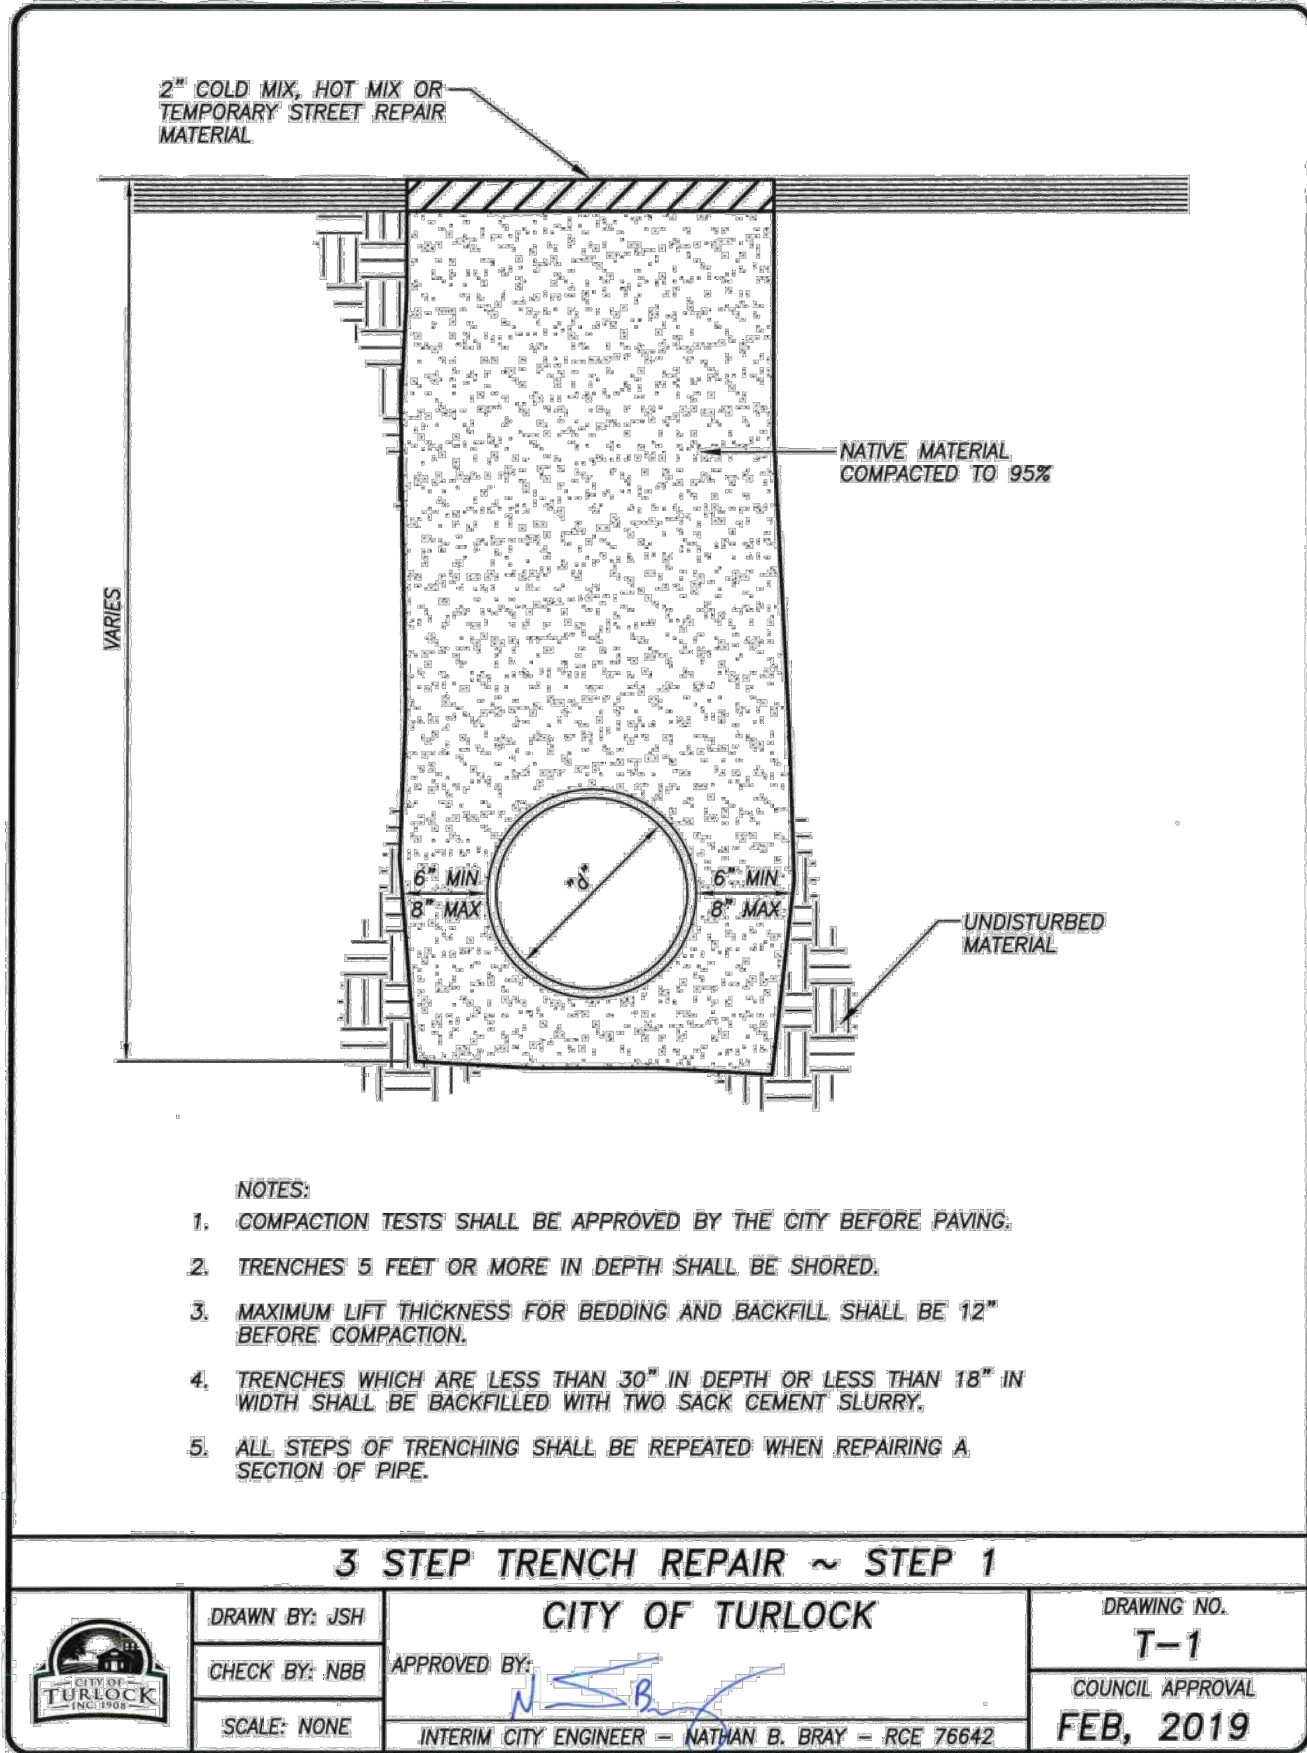 2" COLD MIX, HOT MIX OR
TEMPORARY STREET REPAIR
MATERIAL
NATIVE MATERIAL
COMPACTED TO 95%
VARIES
6" MIN
8" MAX
"d"
6" MIN
8" MAX
UNDISTURBED
MATERIAL
NOTES:
1. COMPACTION TESTS SHALL BE APPROVED BY THE CITY BEFORE PAVING.
2. TRENCHES 5 FEET OR MORE IN DEPTH SHALL BE SHORED.
3. MAXIMUM LIFT THICKNESS FOR BEDDING AND BACKFILL SHALL BE 12"
BEFORE COMPACTION.
4. TRENCHES WHICH ARE LESS THAN 30" IN DEPTH OR LESS THAN 18" IN
WIDTH SHALL BE BACKFILLED WITH TWO SACK CEMENT SLURRY.
5. ALL STEPS OF TRENCHING SHALL BE REPEATED WHEN REPAIRING A
SECTION OF PIPE.
3 STEP TRENCH REPAIR ~ STEP 1
CITY OF
TURLOCK
INC. 1908
DRAWN BY: JSH
CHECK BY: NBB
SCALE: NONE
CITY OF TURLOCK
APPROVED BY:
INTERIM CITY ENGINEER – NATHAN B. BRAY – RCE 76642
DRAWING NO.
T-1
COUNCIL APPROVAL
FEB, 2019